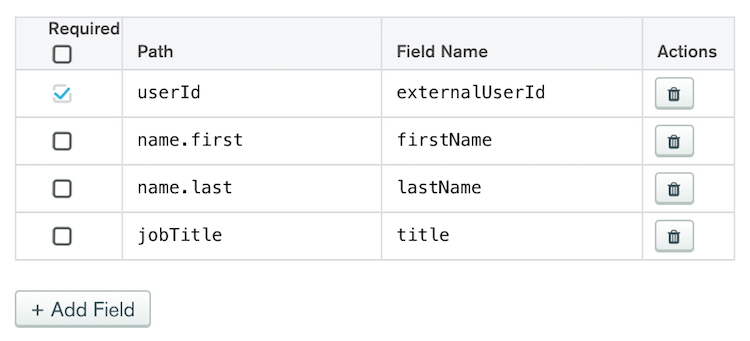 Required
Path Field Name Actions
userId externalUserId
name.first firstName
name.last lastName
jobTitle title
+ Add Field